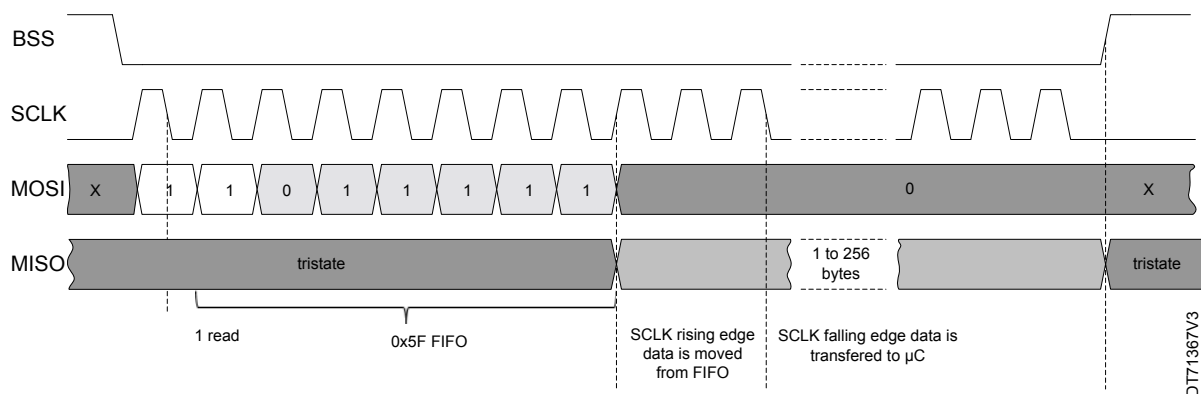 BSS
SCLK
MOSI X 1 1 0 1 1 1 1 1 0 X
MISO tristate 1 to 256 tristate
bytes
1 read 0x5F FIFO SCLK rising edge SCLK falling edge data is
data is moved transfered to µC
from FIFO
DT71367V3